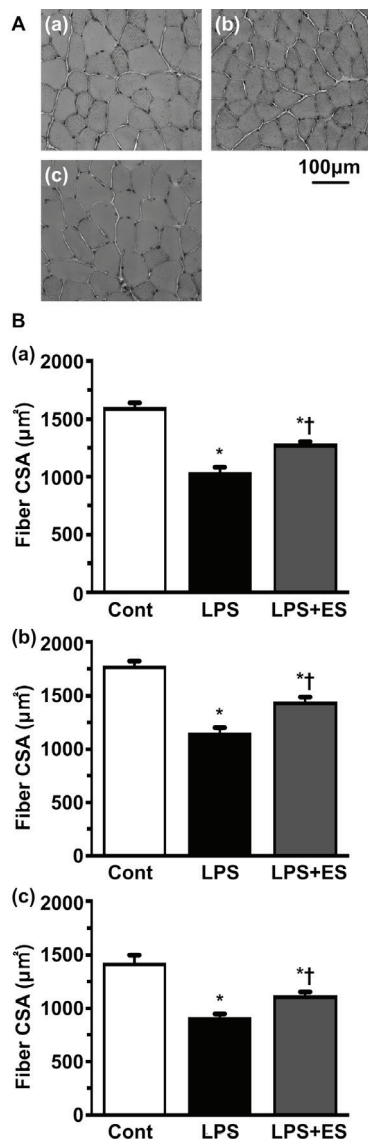 A
(a)
(b)
(c)
100μm
B
(a)
2000
1500
1000
500
0
Fiber CSA (μm²)
*
*†
Cont LPS LPS+ES
(b)
2000
1500
1000
500
0
Fiber CSA (μm²)
*
*†
Cont LPS LPS+ES
(c)
2000
1500
1000
500
0
Fiber CSA (μm²)
*
*†
Cont LPS LPS+ES